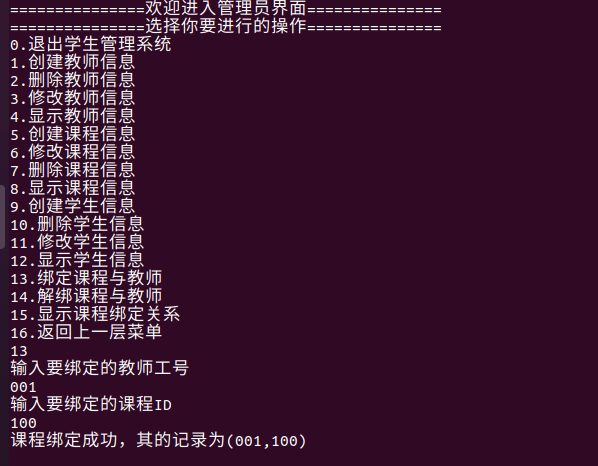 ===============欢迎进入管理员界面===============
===============选择你要进行的操作===============
0.退出学生管理系统
1.创建教师信息
2.删除教师信息
3.修改教师信息
4.显示教师信息
5.创建课程信息
6.修改课程信息
7.删除课程信息
8.显示课程信息
9.创建学生信息
10.删除学生信息
11.修改学生信息
12.显示学生信息
13.绑定课程与教师
14.解绑课程与教师
15.显示课程绑定关系
16.返回上一层菜单
13
输入要绑定的教师工号
001
输入要绑定的课程ID
100
课程绑定成功，其的记录为(001,100)